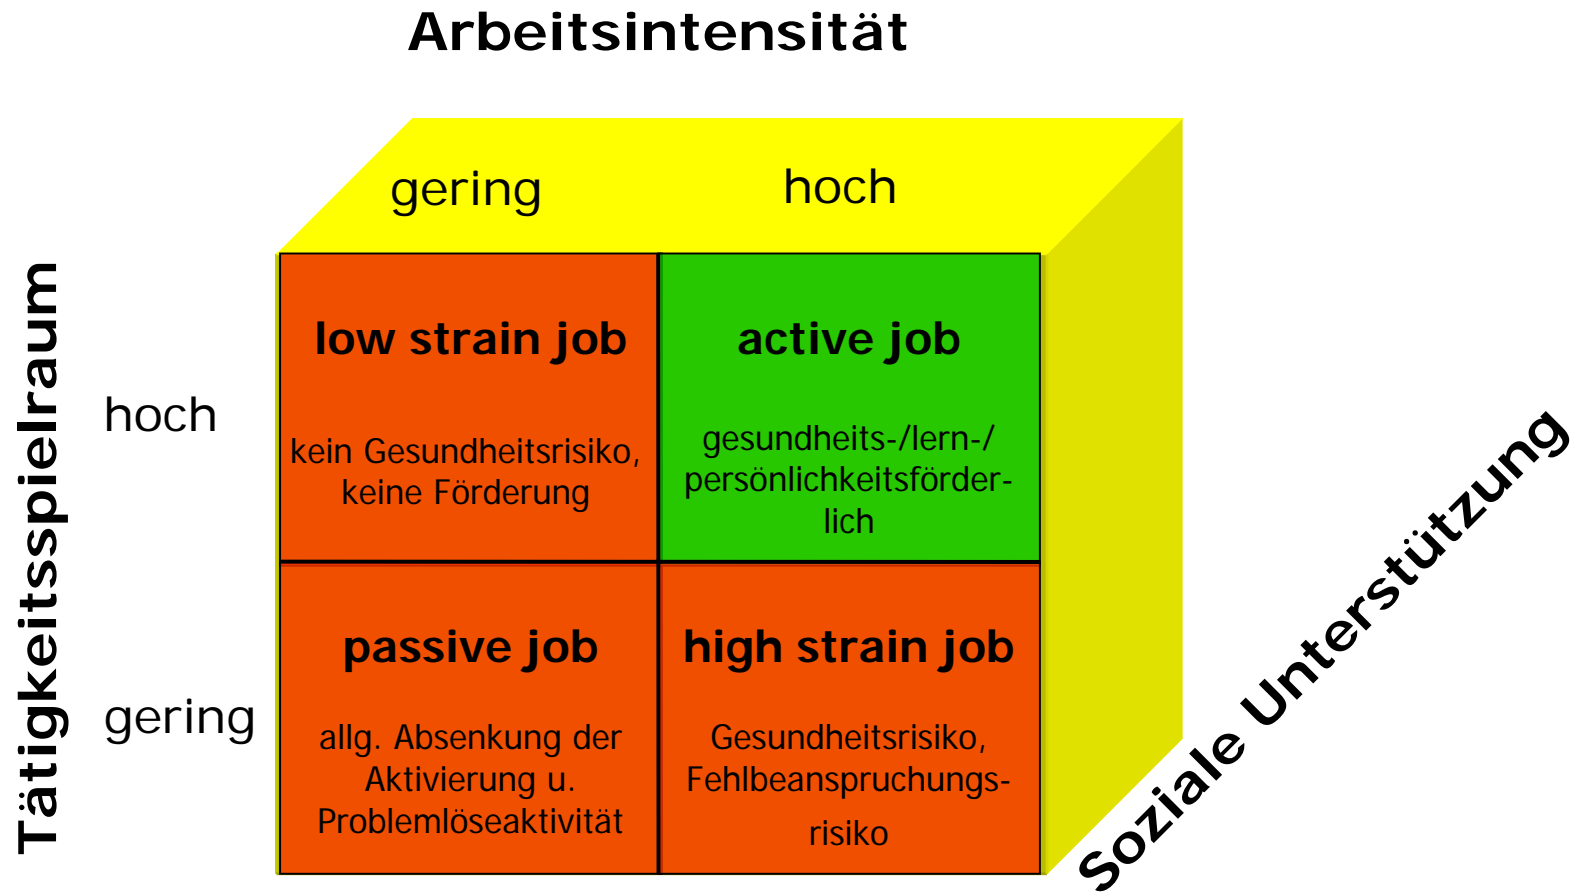 Arbeitsintensität
gering
hoch
Tätigkeitsspielraum
hoch
gering
low strain job
kein Gesundheitsrisiko,
keine Förderung
active job
gesundheits-/lern-/
persönlichkeitsförder-
lich
passive job
allg. Absenkung der
Aktivierung u.
Problemlöseaktivität
high strain job
Gesundheitsrisiko,
Fehlbeanspruchungs-
risiko
Soziale Unterstützung